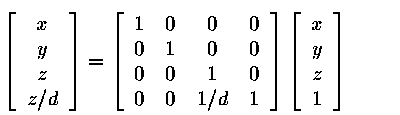 [ x ] = [ 1 0 0 0 ] [ x ]
[ y ] [ 0 1 0 0 ] [ y ]
[ z ] [ 0 0 1 0 ] [ z ]
[ z/d ] [ 0 0 1/d 1 ] [ 1 ]